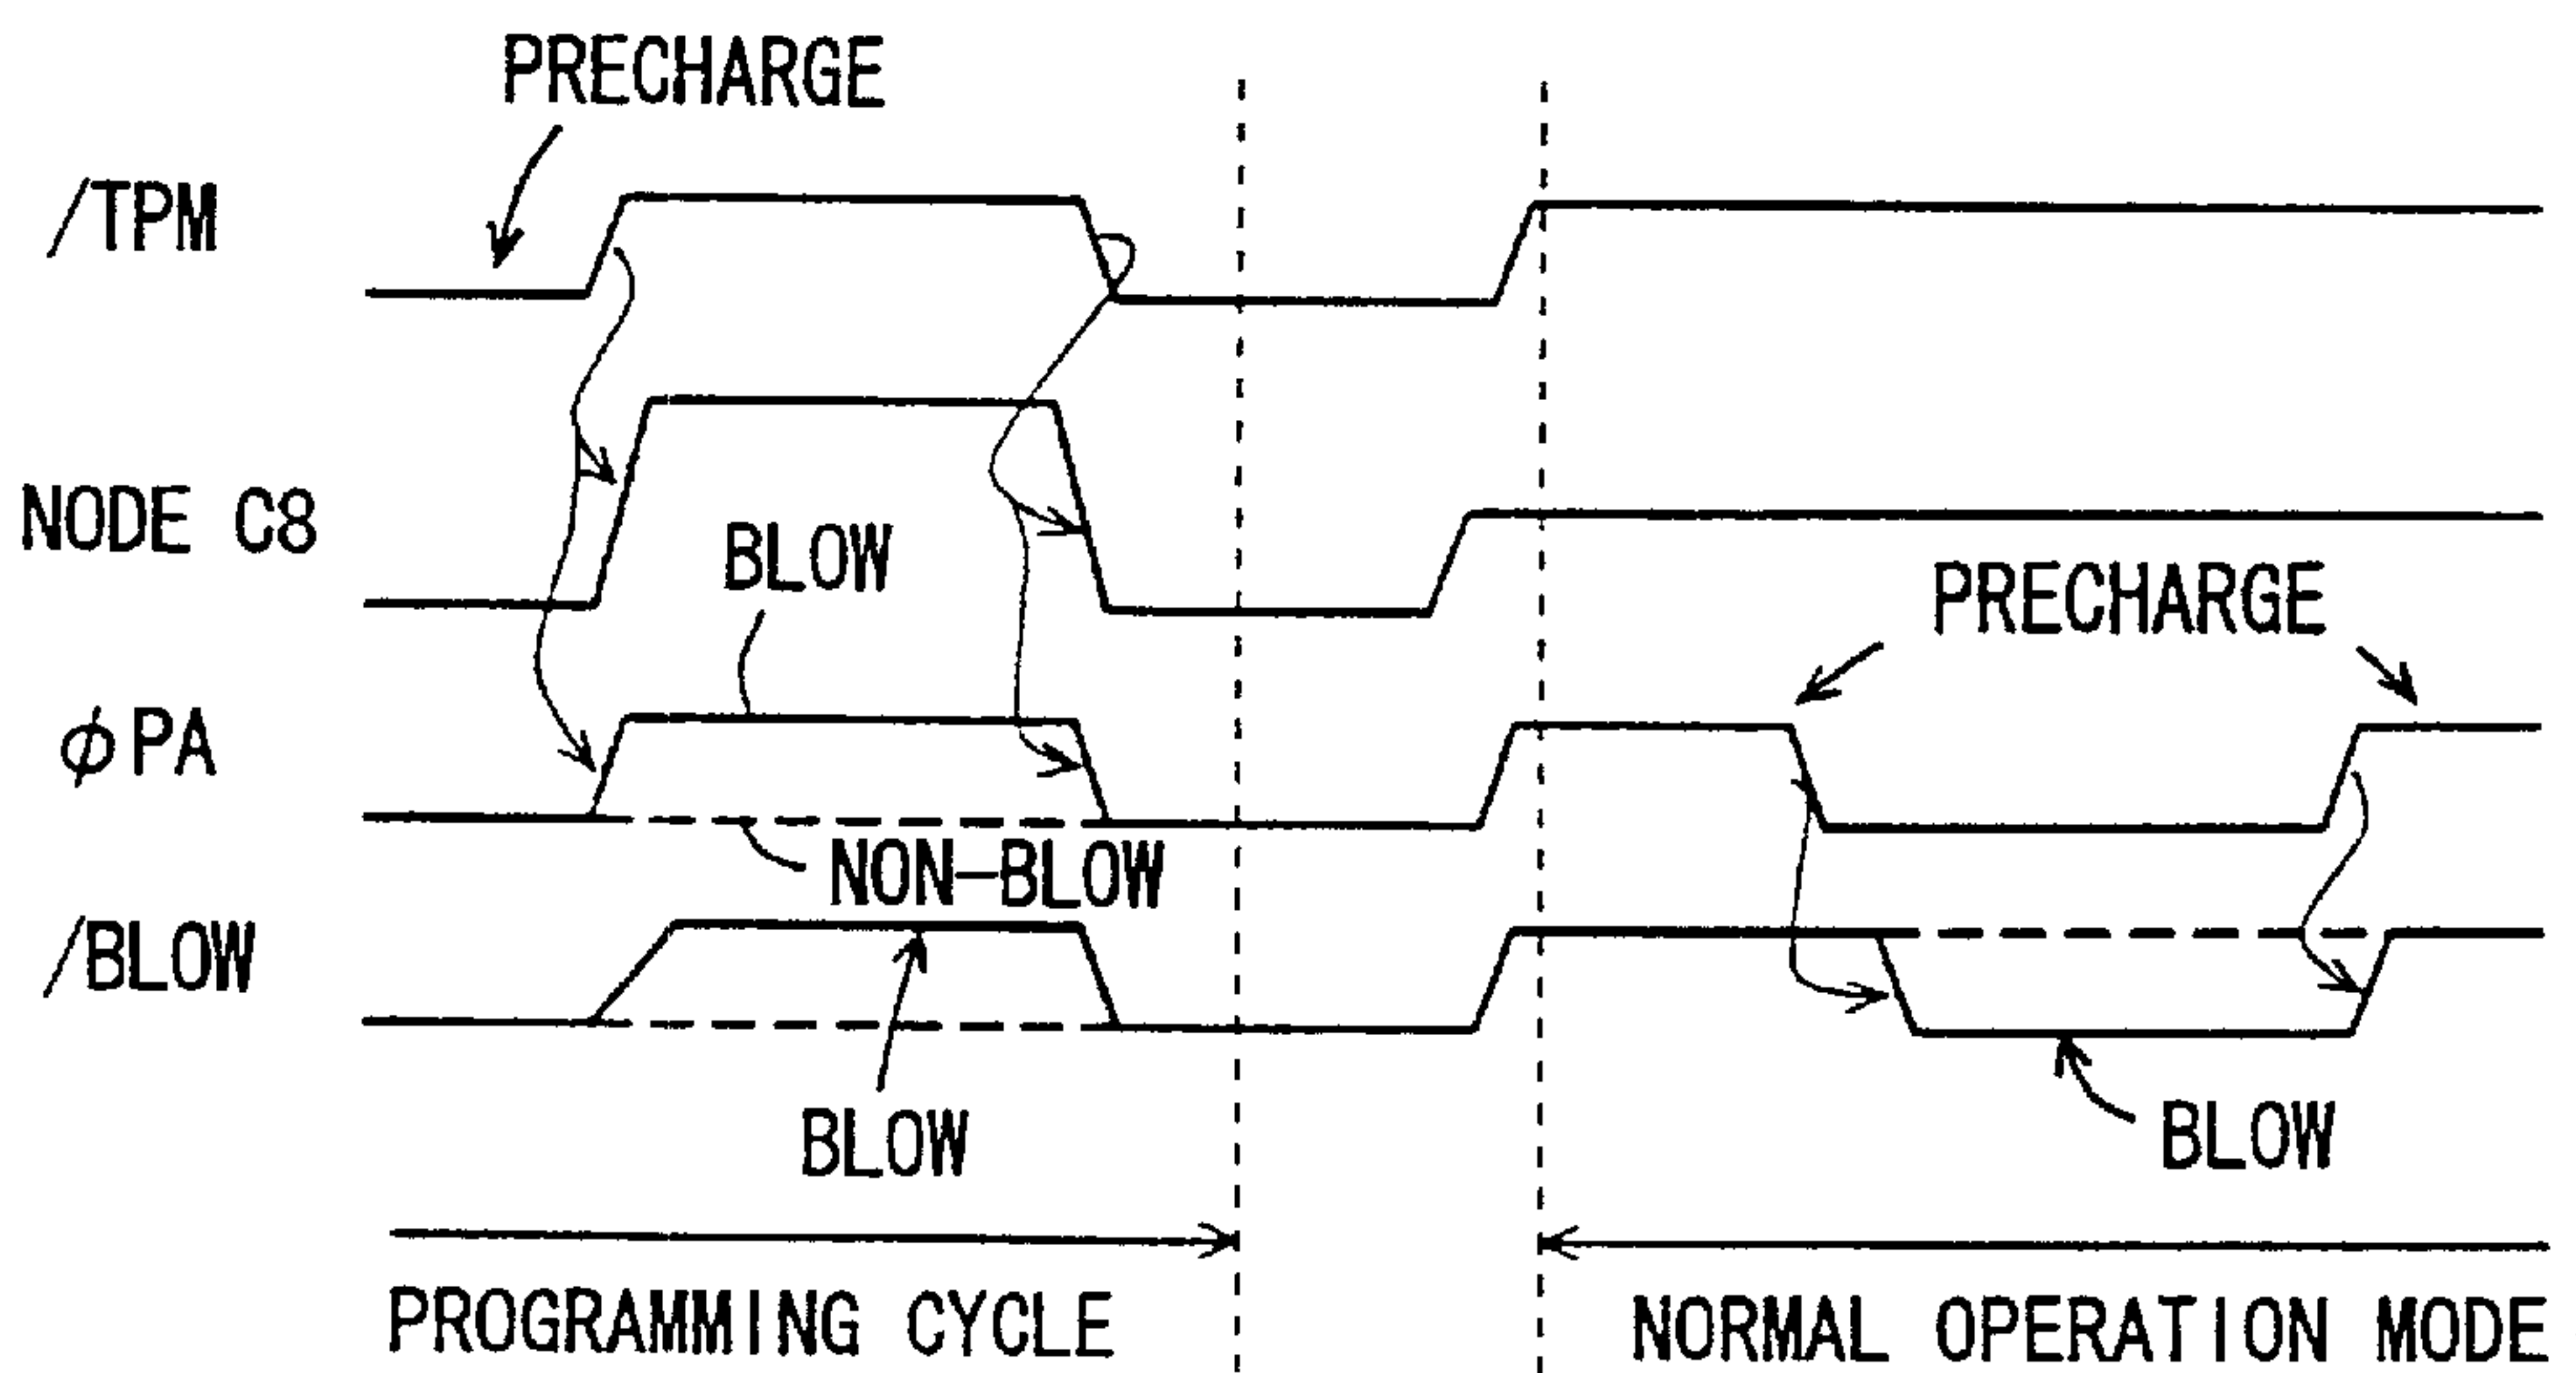 PRECHARGE
/TPM
NODE C8
BLOW
PRECHARGE
φPA
NON-BLOW
/BLOW
BLOW
BLOW
PROGRAMMING CYCLE
NORMAL OPERATION MODE